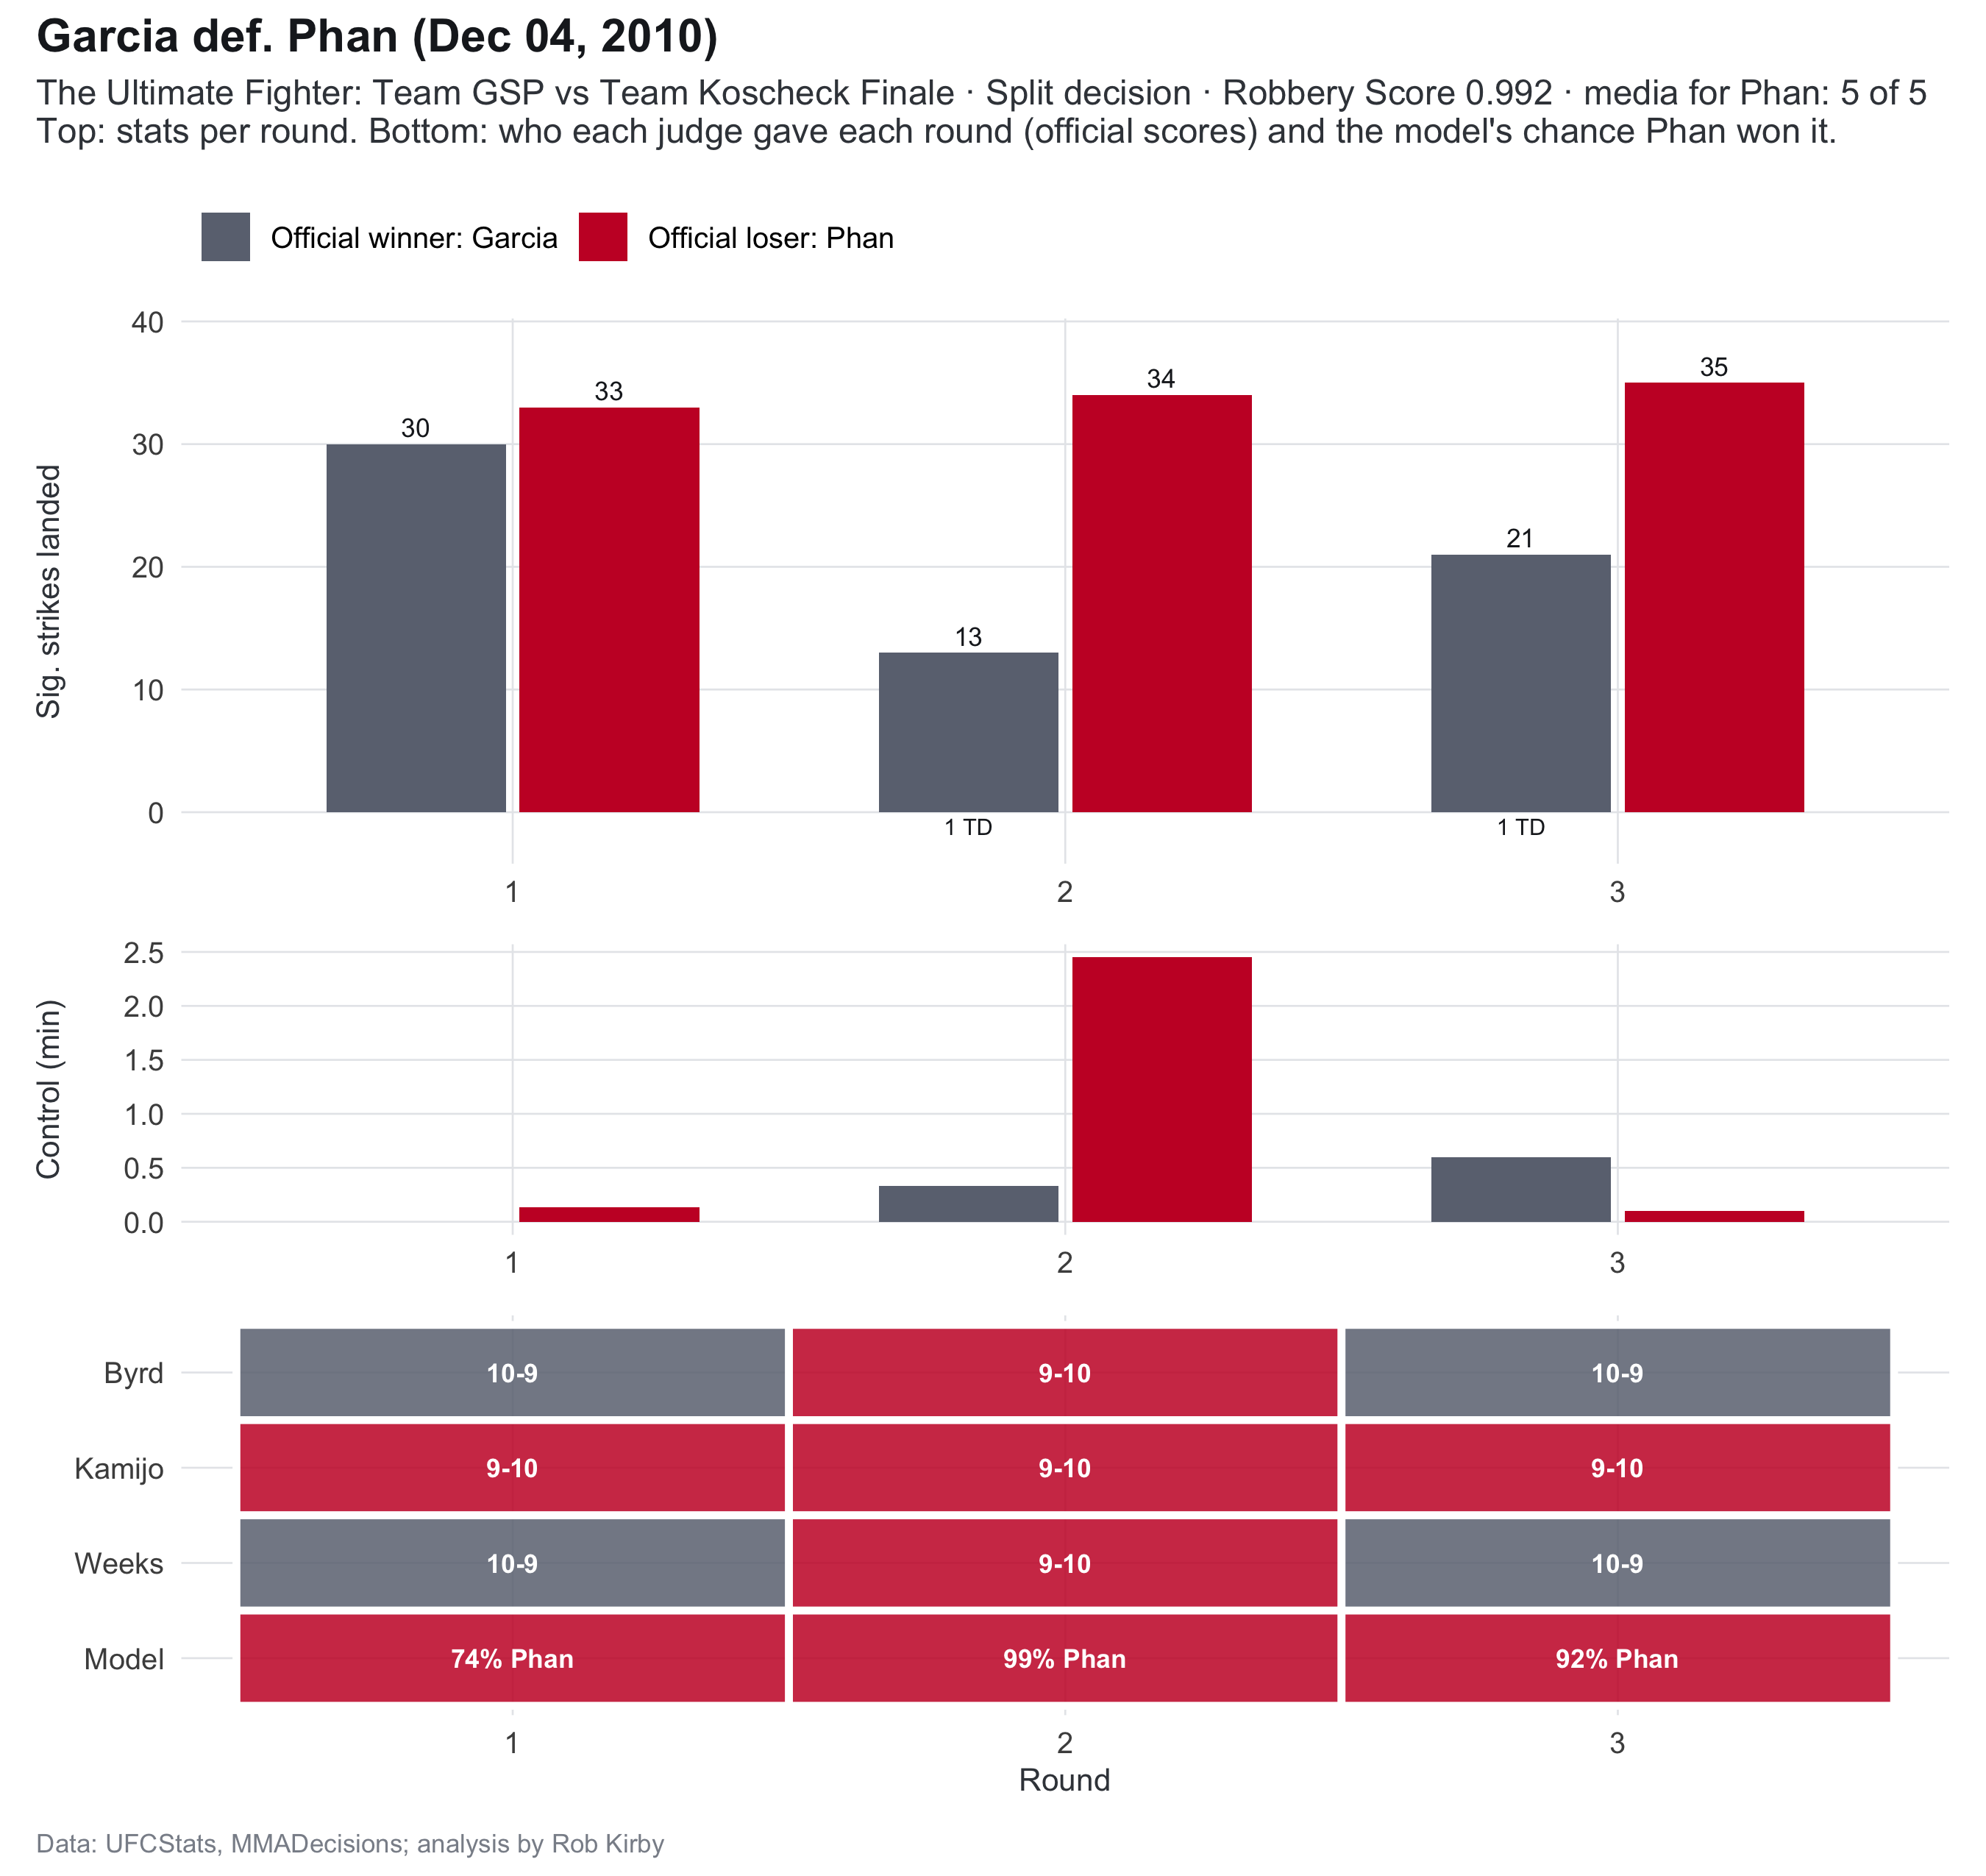 Garcia def. Phan (Dec 04, 2010)
The Ultimate Fighter: Team GSP vs Team Koscheck Finale · Split decision · Robbery Score 0.992 · media for Phan: 5 of 5
Top: stats per round. Bottom: who each judge gave each round (official scores) and the model's chance Phan won it.
Official winner: Garcia Official loser: Phan
Sig. strikes landed
40
30
20
10
0
30 33 13 34 21 35
1 TD 1 TD
1 2 3
Control (min)
2.5
2.0
1.5
1.0
0.5
0.0
1 2 3
Byrd 10-9 9-10 10-9
Kamijo 9-10 9-10 9-10
Weeks 10-9 9-10 10-9
Model 74% Phan 99% Phan 92% Phan
1 2 3
Round
Data: UFCStats, MMADecisions; analysis by Rob Kirby